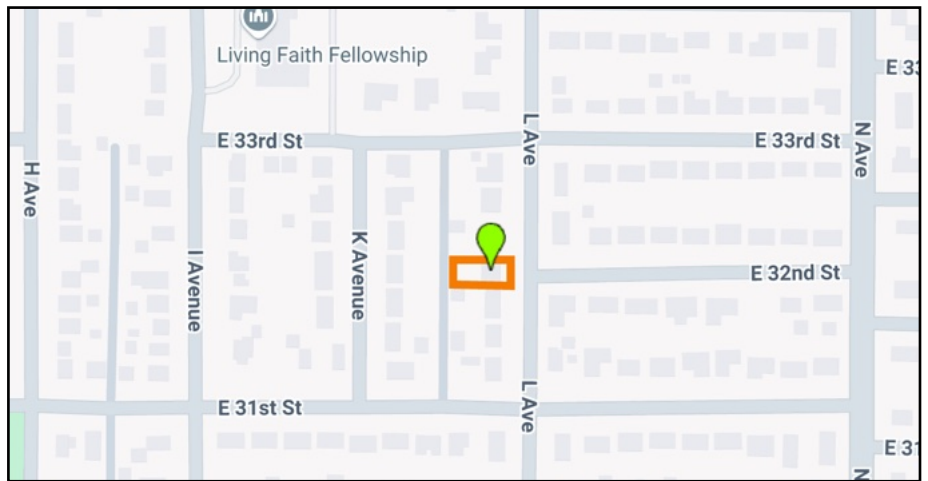 Living Faith Fellowship
E 33
E 33rd St
L Ave
E 33rd St
N Ave
H Ave
I Avenue
K Avenue
E 32nd St
E 31st St
L Ave
E 31
N